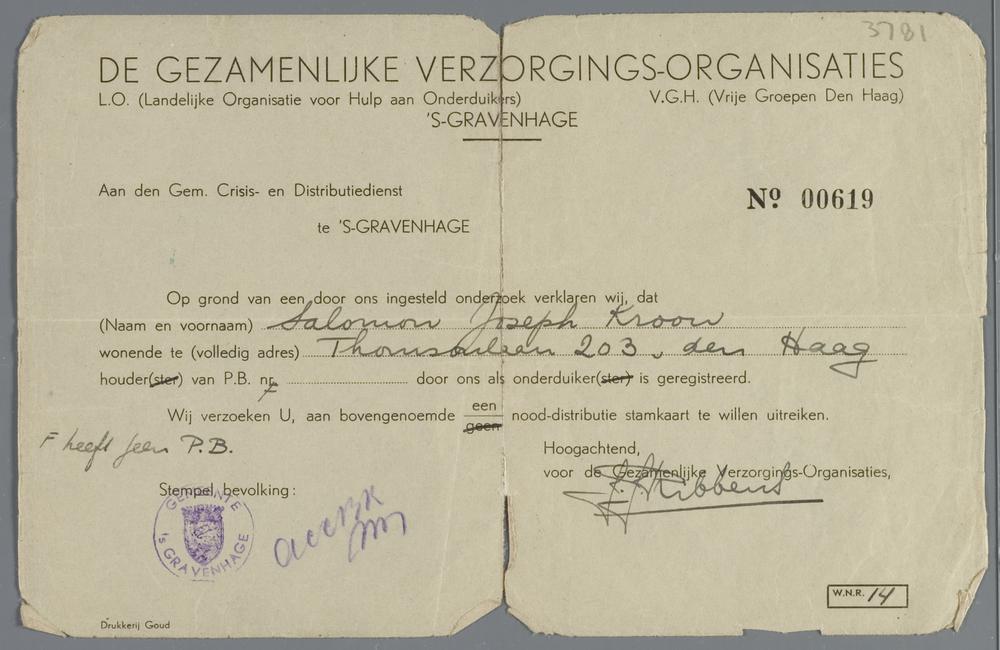 3781
DE GEZAMENLIJKE VERZORGINGS-ORGANISATIES
L.O. (Landelijke Organisatie voor Hulp aan Onderduikers) V.G.H. (Vrije Groepen Den Haag)
'S-GRAVENHAGE
Aan den Gem. Crisis- en Distributiedienst
Nº 00619
te 'S-GRAVENHAGE
Op grond van een door ons ingesteld onderzoek verklaren wij, dat
(Naam en voornaam) Salomon Joseph Kroon
wonende te (volledig adres) Thomsonlaan 203, den Haag
houder(ster) van P.B. nr. F door ons als onderduiker(ster) is geregistreerd.
Wij verzoeken U, aan bovengenoemde een
geen nood-distributie stamkaart te willen uitreiken.
F heeft geen P.B.
Hoogachtend,
voor de Gezamenlijke Verzorgings-Organisaties,
Stempel bevolking:
GEMEENTE
's GRAVENHAGE
W.N.R. 14
Drukkerij Goud